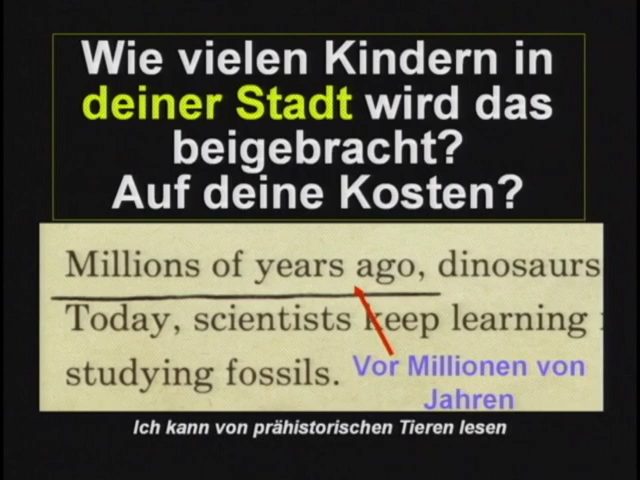 Wie vielen Kindern in
deiner Stadt wird das
beigebracht?
Auf deine Kosten?
Millions of years ago, dinosaurs
Today, scientists keep learning
studying fossils.
Vor Millionen von
Jahren
Ich kann von prähistorischen Tieren lesen